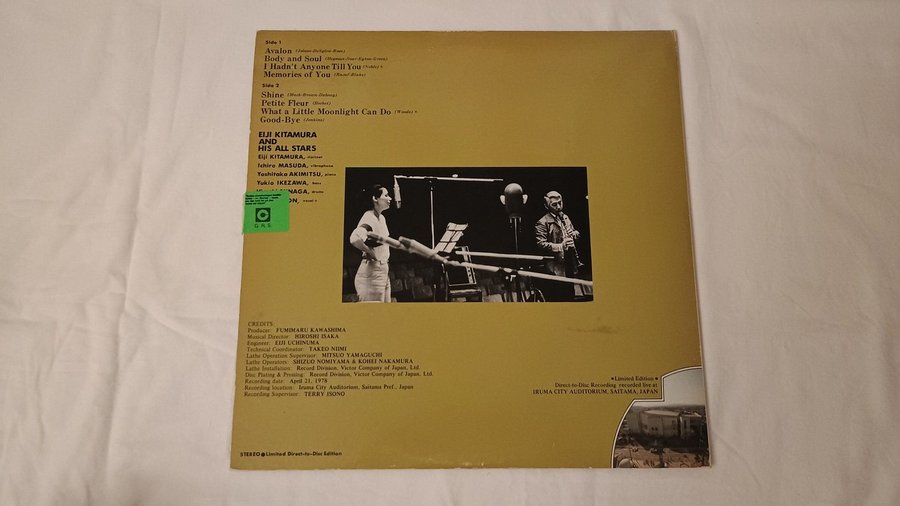 Side 1
Avalon (Jolson-DeSylva-Rose)
Body and Soul (Heyman-Sour-Eyton-Green)
I Hadn't Anyone Till You (Noble) *
Memories of You (Razaf-Blake)
Side 2
Shine (Mack-Brown-Dabney)
Petite Fleur (Bechet)
What a Little Moonlight Can Do (Woods) *
Good-Bye (Jenkins)
EIJI KITAMURA
AND
HIS ALL STARS
Eiji KITAMURA, clarinet
Ichiro MASUDA, vibraphone
Yoshitaka AKIMITSU, piano
Yukio IKEZAWA, bass
NAGA, drums
ON, vocal *
G.R.S.
CREDITS:
Producer: FUMIMARU KAWASHIMA
Musical Director: HIROSHI ISAKA
Engineer: EIJI UCHINUMA
Technical Coordinator: TAKEO NIIMI
Lathe Operation Supervisor: MITSUO YAMAGUCHI
Lathe Operators: SHIZUO NOMIYAMA & KOHEI NAKAMURA
Lathe Installation: Record Division, Victor Company of Japan, Ltd.
Disc Plating & Pressing: Record Division, Victor Company of Japan, Ltd.
Recording date: April 21, 1978
Recording location: Iruma City Auditorium, Saitama Pref., Japan
Recording Supervisor: TERRY ISONO
●Limited Edition●
Direct-to-Disc Recording recorded live at
IRUMA CITY AUDITORIUM, SAITAMA, JAPAN
STEREO●Limited Direct-to-Disc Edition